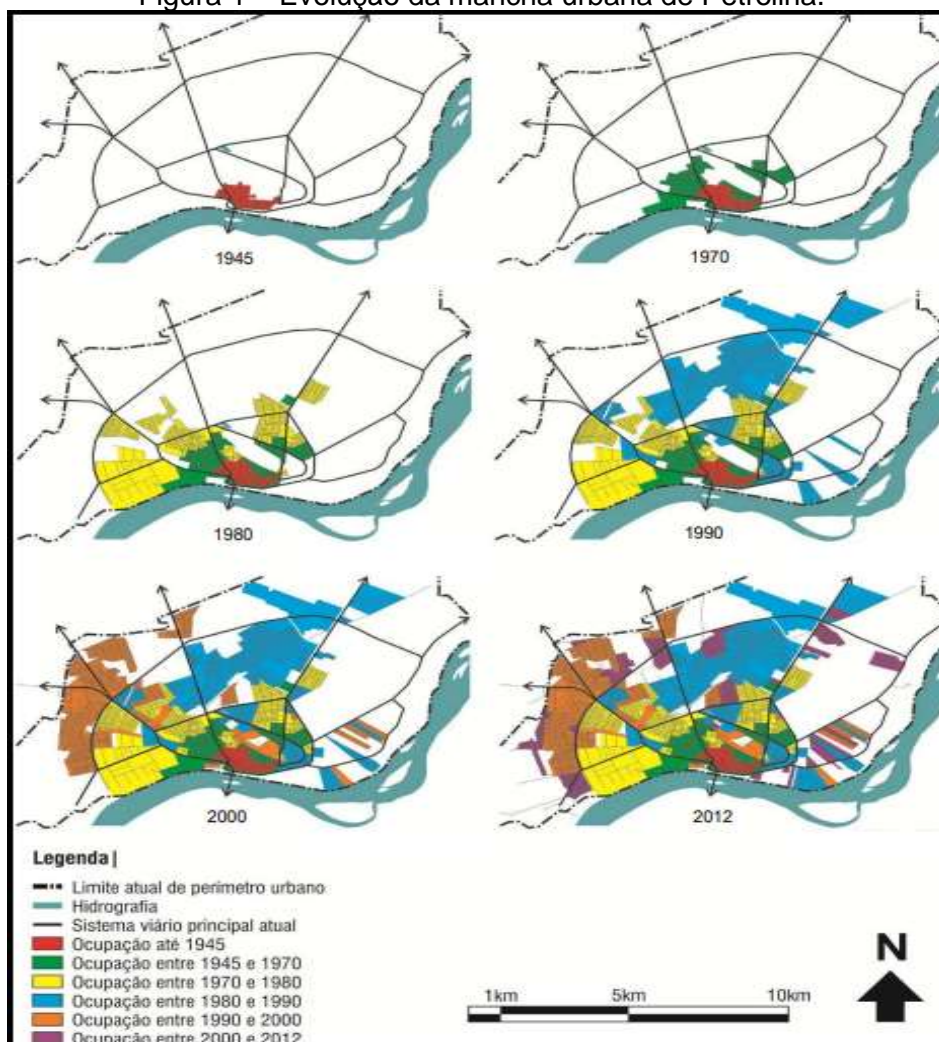 Figura 1 – Evolução da mancha urbana de Petrolina.
1945
1970
1980
1990
2000
2012
Legenda|
Limite atual de perímetro urbano
Hidrografia
Sistema viário principal atual
Ocupação até 1945
Ocupação entre 1945 e 1970
Ocupação entre 1970 e 1980
Ocupação entre 1980 e 1990
Ocupação entre 1990 e 2000
Ocupação entre 2000 e 2012
1km 5km 10km
N